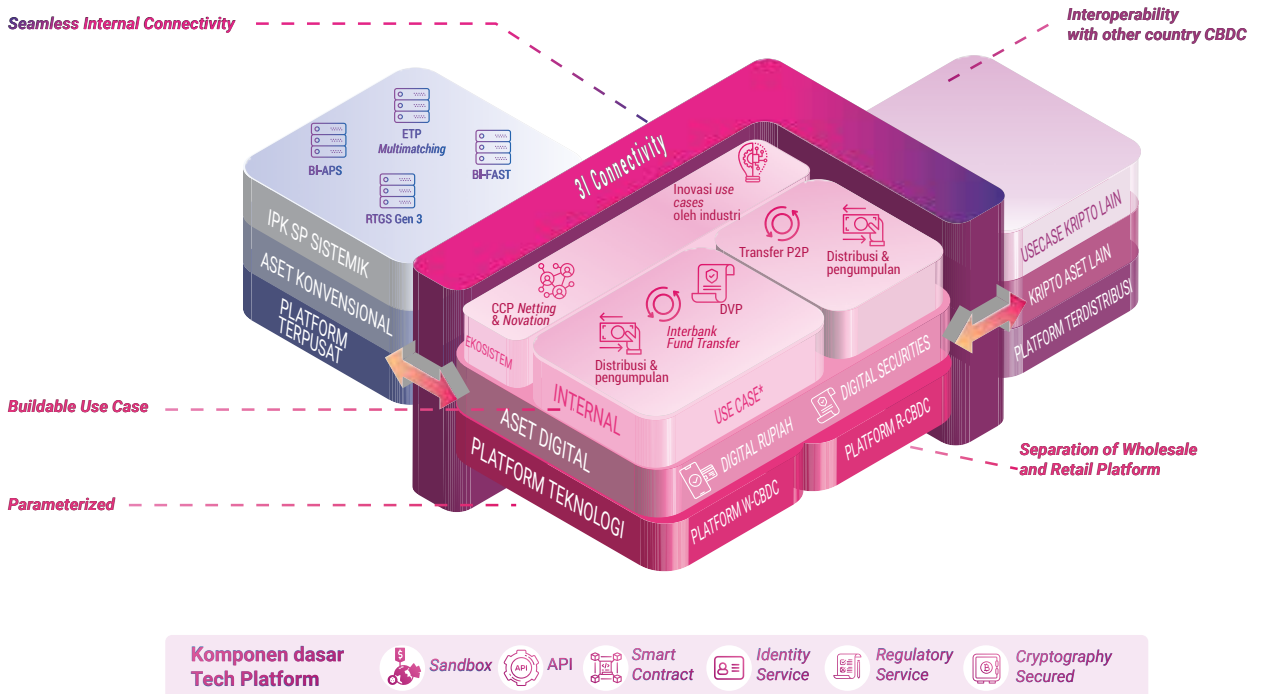 Seamless Internal Connectivity
Interoperability
with other country CBDC
ETP
Multimatching
BI-APS
BI-FAST
RTGS Gen 3
IPK SP SISTEMIK
ASET KONVENSIONAL
PLATFORM
TERPUSAT
3I Connectivity
Inovasi use
cases
oleh industri
Transfer P2P
Distribusi &
pengumpulan
CCP Netting
& Novation
DVP
Interbank
Fund Transfer
Distribusi &
pengumpulan
EKOSISTEM
INTERNAL
USE CASE*
ASET DIGITAL
DIGITAL RUPIAH
DIGITAL SECURITIES
PLATFORM TEKNOLOGI
PLATFORM W-CBDC
PLATFORM R-CBDC
USECASE KRIPTO LAIN
KRIPTO ASET LAIN
PLATFORM TERDISTRIBUSI
Buildable Use Case
Parameterized
Separation of Wholesale
and Retail Platform
Komponen dasar
Tech Platform
Sandbox
API
API
Smart
Contract
Identity
Service
Regulatory
Service
Cryptography
Secured